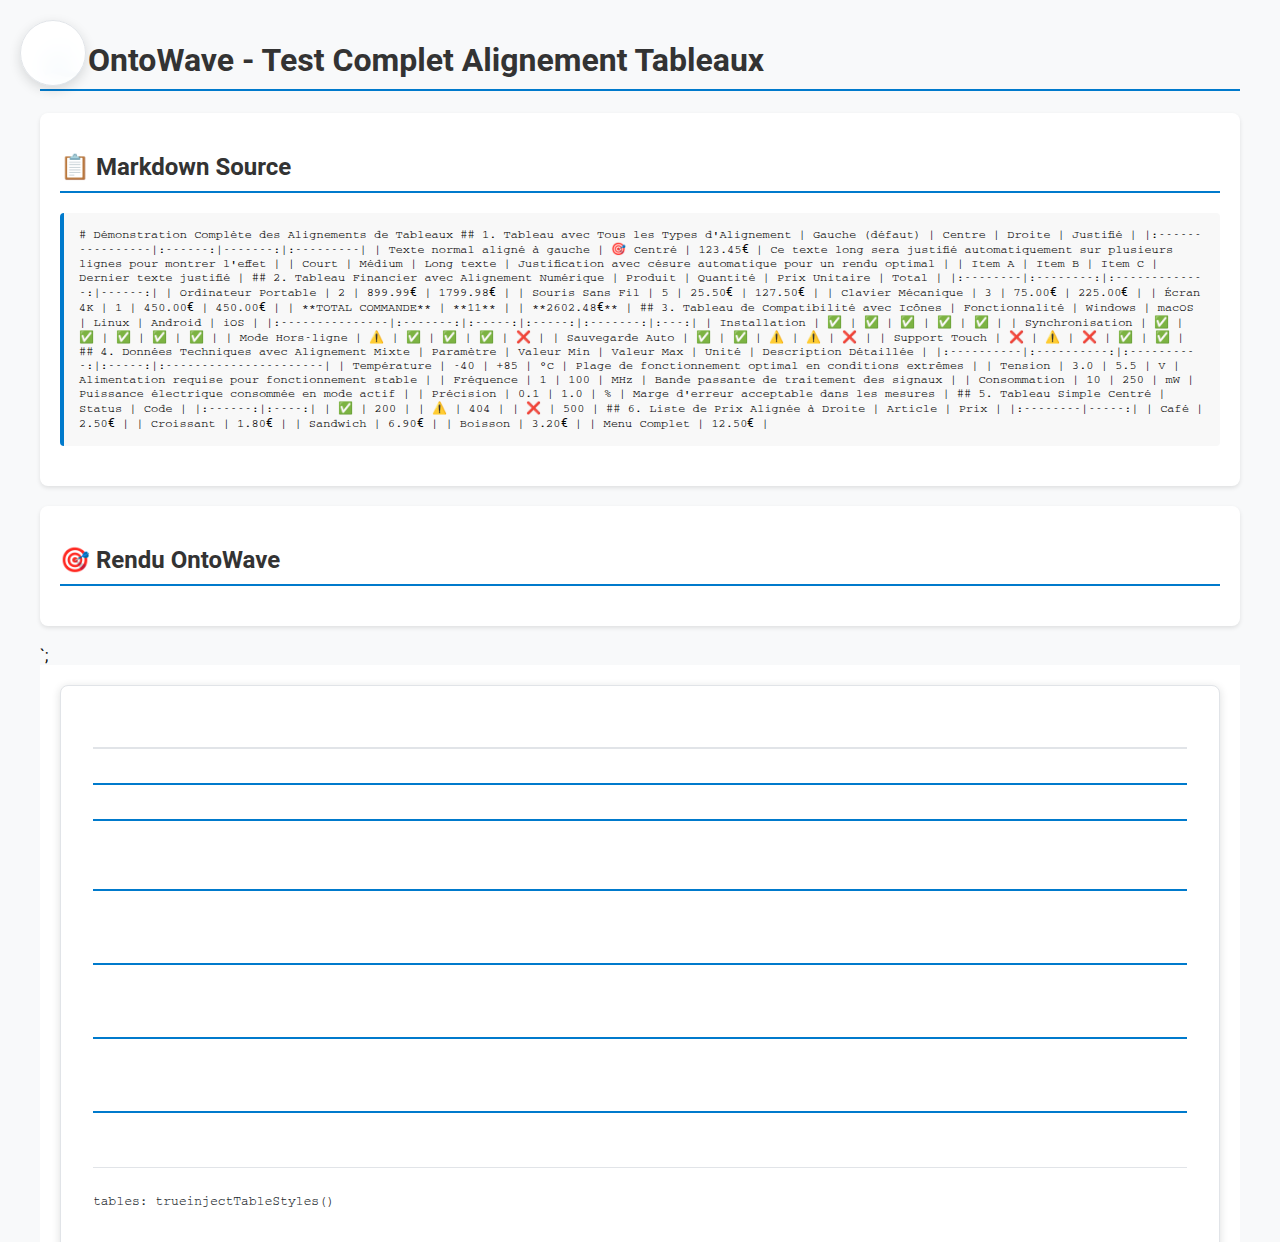 OntoWave - Test Complet Alignement Tableaux
📋 Markdown Source
# Démonstration Complète des Alignements de Tableaux ## 1. Tableau avec Tous les Types d'Alignement | Gauche (défaut) | Centre | Droite | Justifié | |:-------
-----------|:------:|-------:|:---------| | Texte normal aligné à gauche | 🎯 Centré | 123.45€ | Ce texte long sera justifié automatiquement sur plusieurs
lignes pour montrer l'effet | | Court | Médium | Long texte | Justification avec césure automatique pour un rendu optimal | | Item A | Item B | Item C |
Dernier texte justifié | ## 2. Tableau Financier avec Alignement Numérique | Produit | Quantité | Prix Unitaire | Total | |:--------|:--------:|:------------
-:|------:| | Ordinateur Portable | 2 | 899.99€ | 1799.98€ | | Souris Sans Fil | 5 | 25.50€ | 127.50€ | | Clavier Mécanique | 3 | 75.00€ | 225.00€ | | Écran
4K | 1 | 450.00€ | 450.00€ | | **TOTAL COMMANDE** | **11** | | **2602.48€** | ## 3. Tableau de Compatibilité avec Icônes | Fonctionnalité | Windows | macOS
| Linux | Android | iOS | |:---------------|:-------:|:-----:|:-----:|:-------:|:---:| | Installation | ✅ | ✅ | ✅ | ✅ | ✅ | | Synchronisation | ✅ |
✅ | ✅ | ✅ | ✅ | | Mode Hors-ligne | ⚠️ | ✅ | ✅ | ✅ | ❌ | | Sauvegarde Auto | ✅ | ✅ | ⚠️ | ⚠️ | ❌ | | Support Touch | ❌ | ⚠️ | ❌ | ✅ | ✅ |
## 4. Données Techniques avec Alignement Mixte | Paramètre | Valeur Min | Valeur Max | Unité | Description Détaillée | |:----------|:----------:|:----------
-:|:-----:|:----------------------| | Température | -40 | +85 | °C | Plage de fonctionnement optimal en conditions extrêmes | | Tension | 3.0 | 5.5 | V |
Alimentation requise pour fonctionnement stable | | Fréquence | 1 | 100 | MHz | Bande passante de traitement des signaux | | Consommation | 10 | 250 | mW |
Puissance électrique consommée en mode actif | | Précision | 0.1 | 1.0 | % | Marge d'erreur acceptable dans les mesures | ## 5. Tableau Simple Centré |
Status | Code | |:------:|:----:| | ✅ | 200 | | ⚠️ | 404 | | ❌ | 500 | ## 6. Liste de Prix Alignée à Droite | Article | Prix | |:--------|-----:| | Café |
2.50€ | | Croissant | 1.80€ | | Sandwich | 6.90€ | | Boisson | 3.20€ | | Menu Complet | 12.50€ |
🎯 Rendu OntoWave
`;
tables: trueinjectTableStyles()